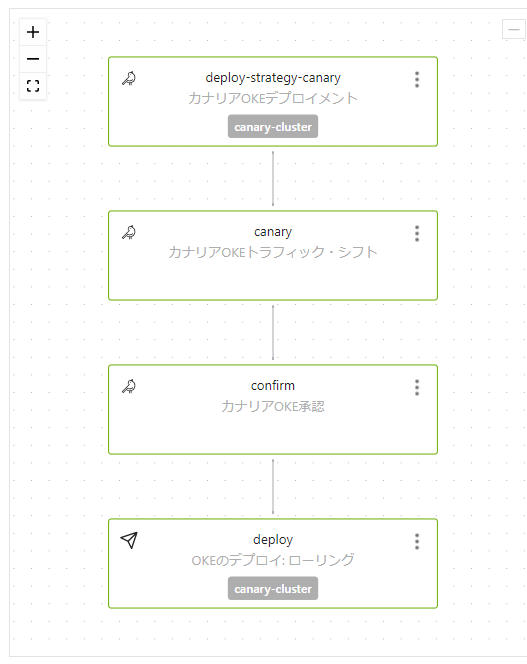 deploy-strategy-canary
カナリアOKEデプロイメント
canary-cluster
canary
カナリアOKEトラフィック・シフト
confirm
カナリアOKE承認
deploy
OKEのデプロイ: ローリング
canary-cluster